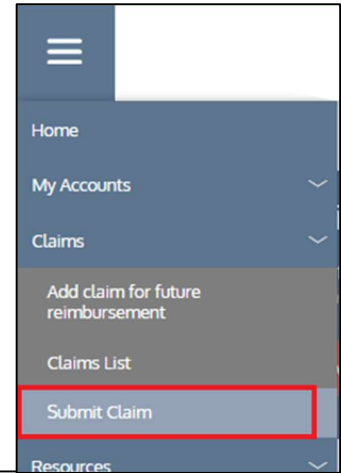 Home
My Accounts
Claims
Add claim for future
reimbursement
Claims List
Submit Claim
Resources